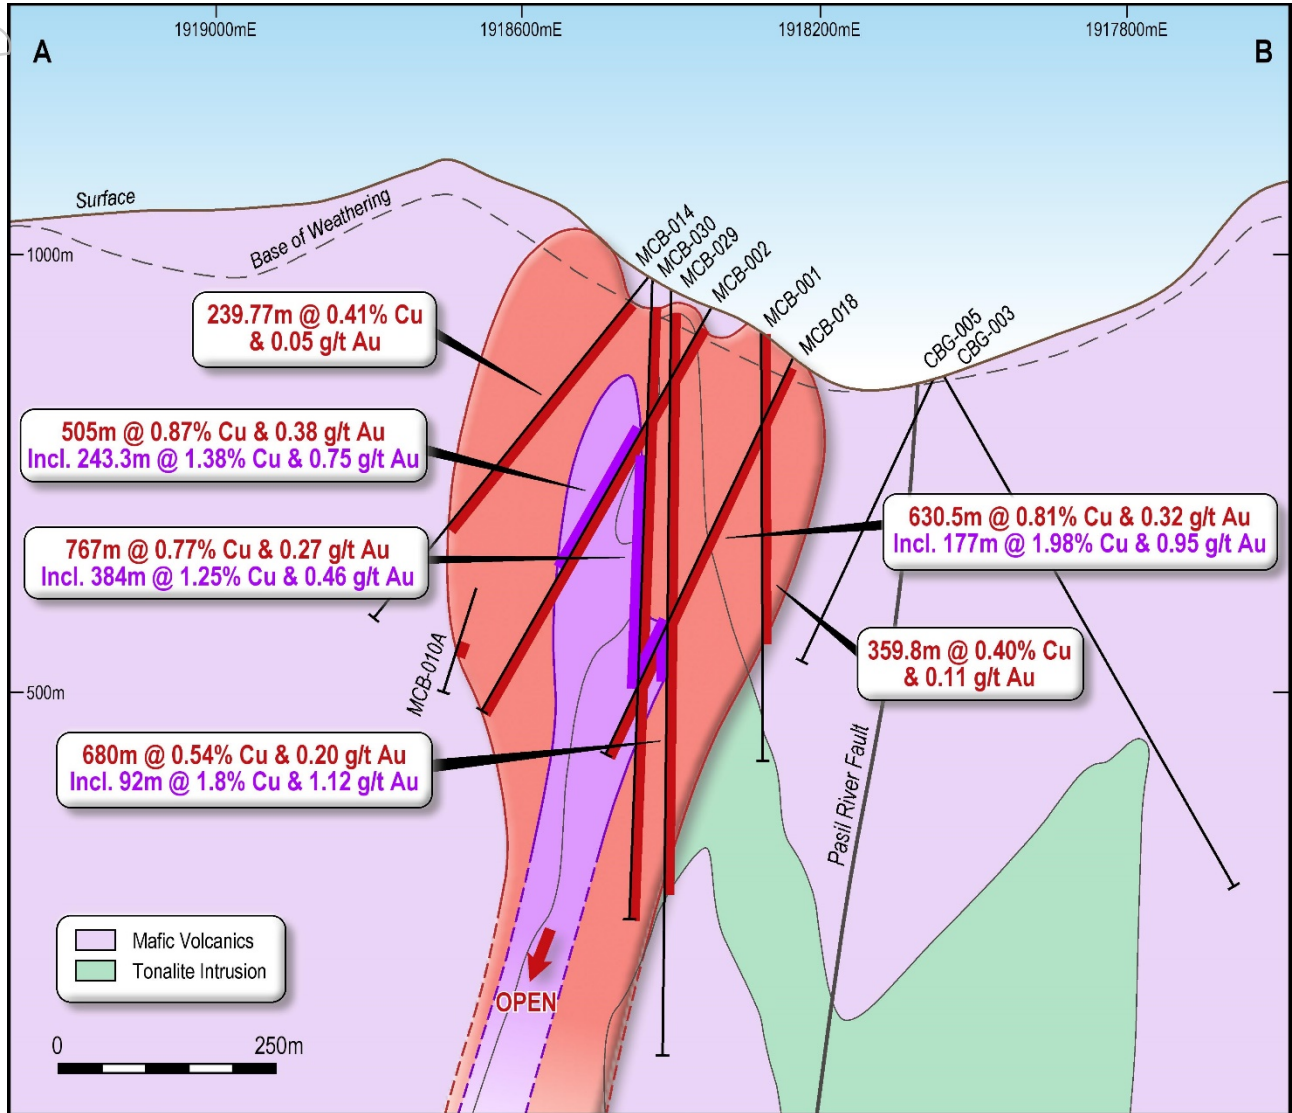 1919000mE
1918600mE
1918200mE
1917800mE
A
B
Surface
Base of Weathering
1000m
MCB-014
MCB-030
MCB-029
MCB-002
MCB-001
MCB-018
CBG-005
CBG-003
239.77m @ 0.41% Cu
& 0.05 g/t Au
505m @ 0.87% Cu & 0.38 g/t Au
Incl. 243.3m @ 1.38% Cu & 0.75 g/t Au
767m @ 0.77% Cu & 0.27 g/t Au
Incl. 384m @ 1.25% Cu & 0.46 g/t Au
630.5m @ 0.81% Cu & 0.32 g/t Au
Incl. 177m @ 1.98% Cu & 0.95 g/t Au
359.8m @ 0.40% Cu
& 0.11 g/t Au
MCB-010A
500m
680m @ 0.54% Cu & 0.20 g/t Au
Incl. 92m @ 1.8% Cu & 1.12 g/t Au
Pasil River Fault
Mafic Volcanics
Tonalite Intrusion
OPEN
0
250m